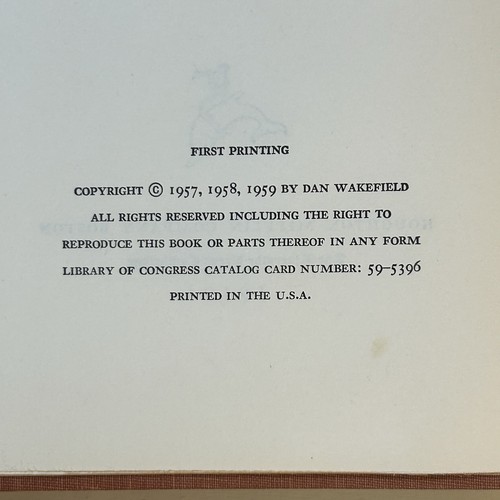 FIRST PRINTING
COPYRIGHT © 1957, 1958, 1959 BY DAN WAKEFIELD
ALL RIGHTS RESERVED INCLUDING THE RIGHT TO
REPRODUCE THIS BOOK OR PARTS THEREOF IN ANY FORM
LIBRARY OF CONGRESS CATALOG CARD NUMBER: 59-5396
PRINTED IN THE U.S.A.